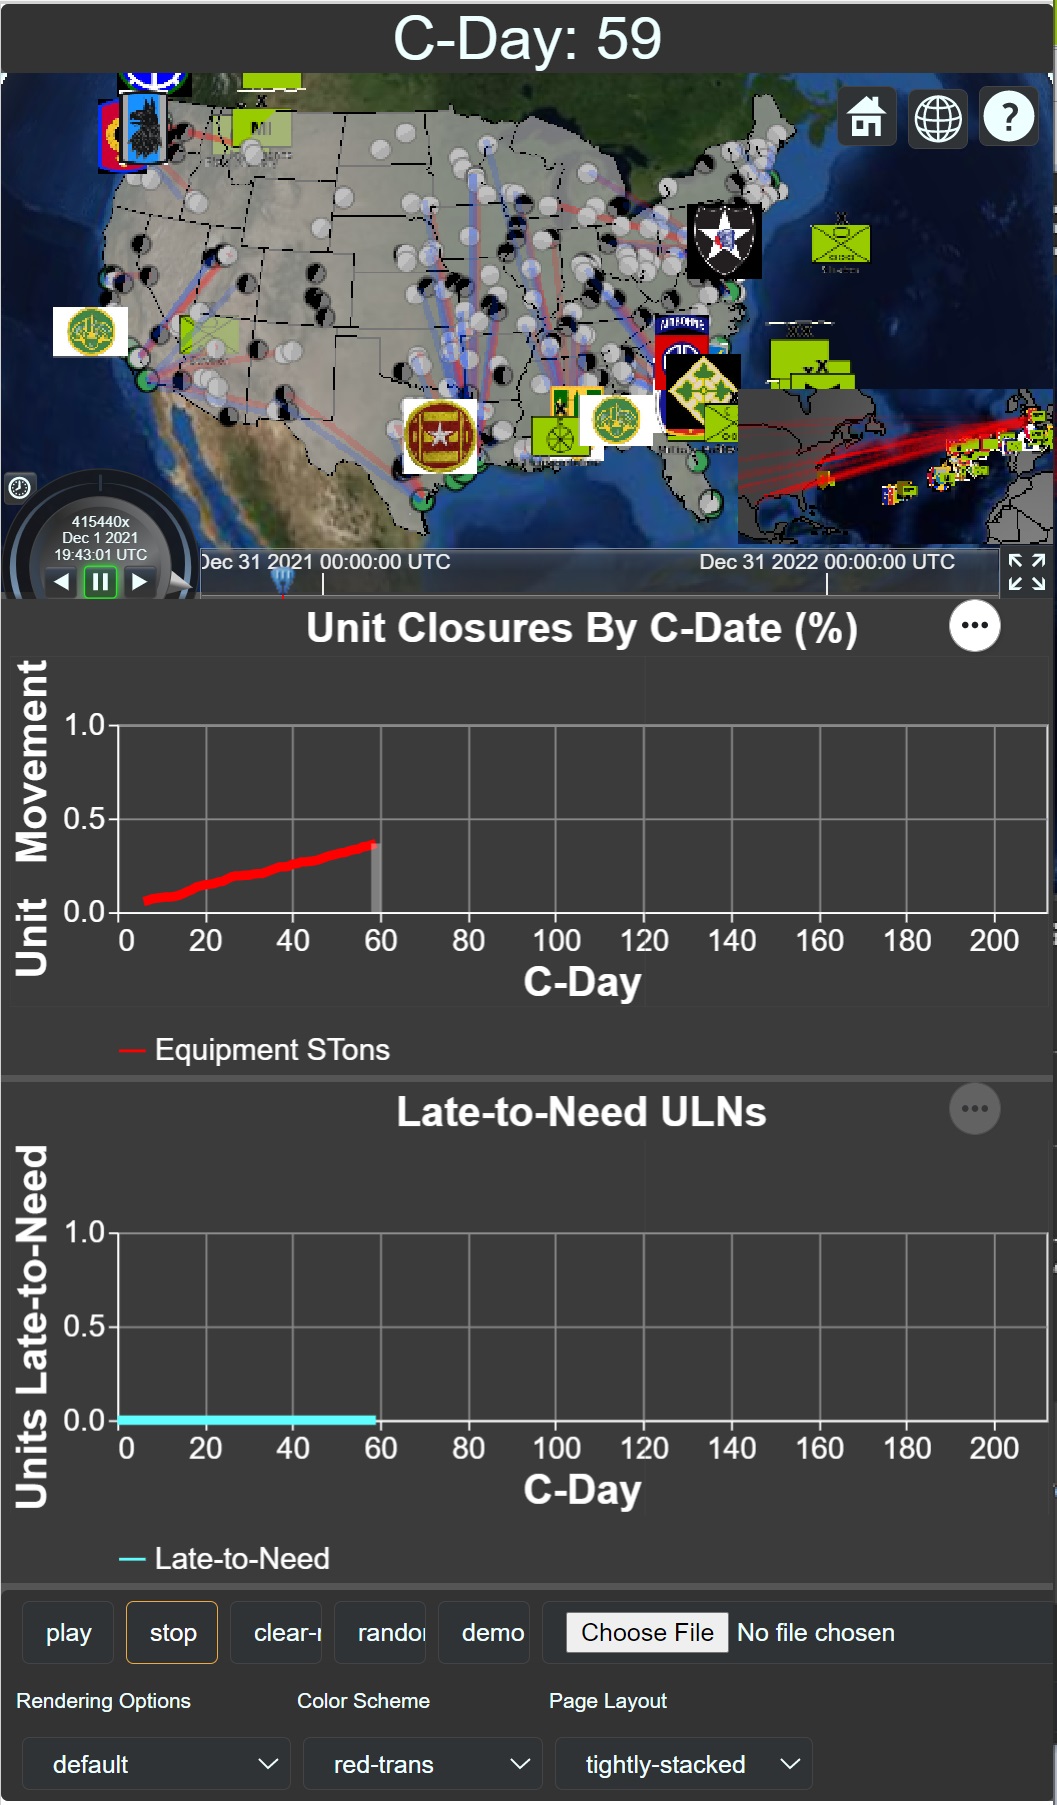 C-Day: 59
MI
AIRBORNE
415440x
Dec 1 2021
19:43:01 UTC
Dec 31 2021 00:00:00 UTC
Dec 31 2022 00:00:00 UTC
Unit Closures By C-Date (%)
Unit Movement
1.0
0.5
0.0
0 20 40 60 80 100 120 140 160 180 200
C-Day
Equipment STons
Late-to-Need ULNs
Units Late-to-Need
1.0
0.5
0.0
0 20 40 60 80 100 120 140 160 180 200
C-Day
Late-to-Need
play stop clear-r rando demo Choose File No file chosen
Rendering Options Color Scheme Page Layout
default red-trans tightly-stacked